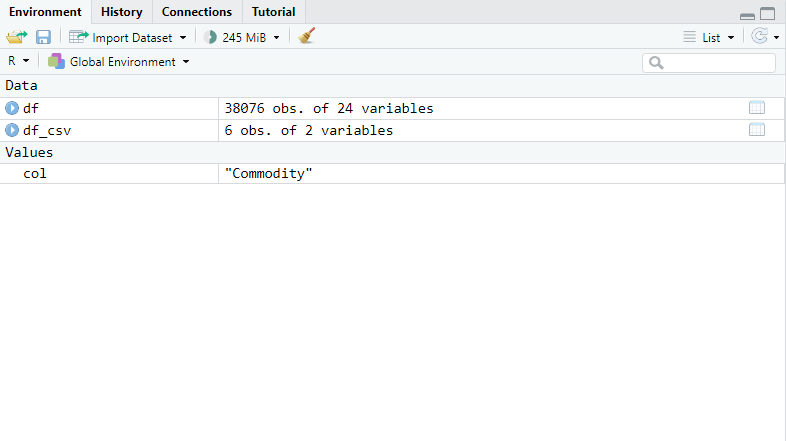 Environment History Connections Tutorial
Import Dataset 245 MiB List
R Global Environment
Data
df 38076 obs. of 24 variables
df_csv 6 obs. of 2 variables
Values
col "Commodity"